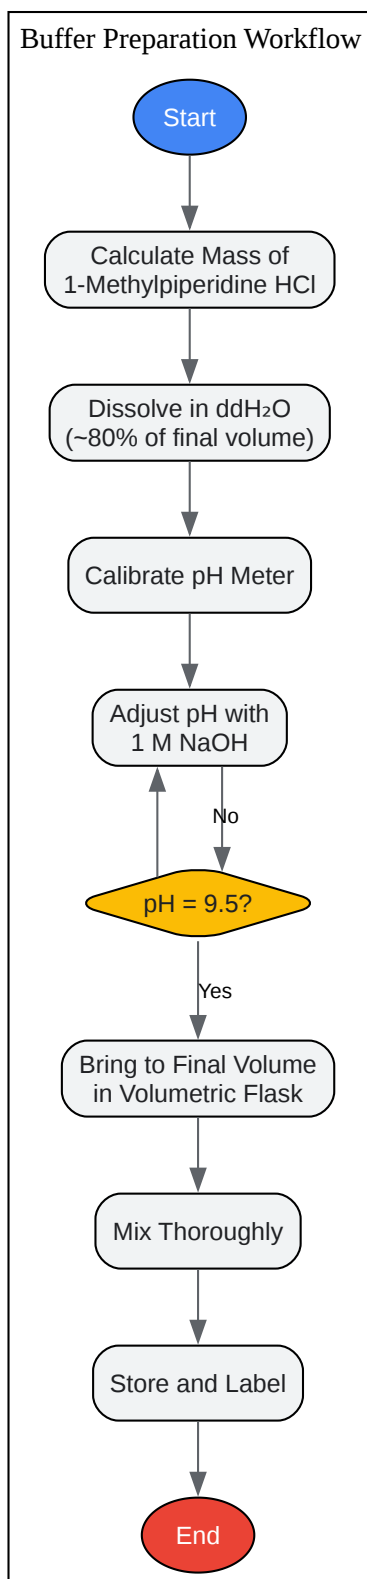 Buffer Preparation Workflow
Start
Calculate Mass of
1-Methylpiperidine HCl
Dissolve in ddH₂O
(~80% of final volume)
Calibrate pH Meter
Adjust pH with
1 M NaOH
No
pH = 9.5?
Yes
Bring to Final Volume
in Volumetric Flask
Mix Thoroughly
Store and Label
End